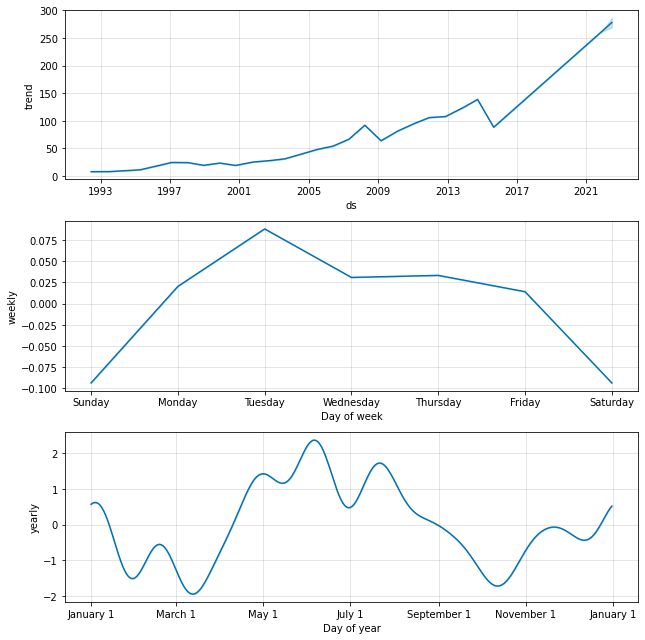 300
250
200
150
100
50
0
trend
1993 1997 2001 2005 2009 2013 2017 2021
ds
0.075
0.050
0.025
0.000
−0.025
−0.050
−0.075
−0.100
weekly
Sunday Monday Tuesday Wednesday Thursday Friday Saturday
Day of week
2
1
0
−1
−2
yearly
January 1 March 1 May 1 July 1 September 1 November 1 January 1
Day of year